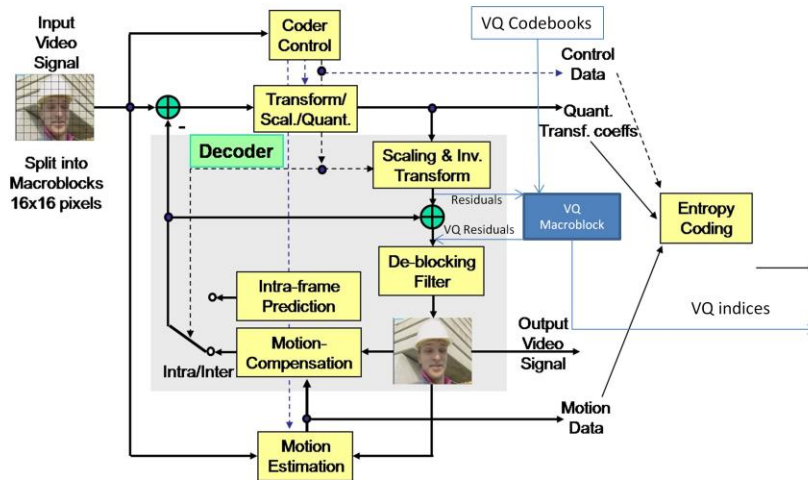 Input
Video
Signal
Coder
Control
VQ Codebooks
Control
Data
Transform/
Scal./Quant.
Quant.
Transf. coeffs
-
Decoder
Split into
Macroblocks
16x16 pixels
Scaling & Inv.
Transform
Residuals
VQ
Macroblock
Entropy
Coding
VQ Residuals
De-blocking
Filter
Intra-frame
Prediction
VQ indices
Output
Video
Signal
Motion-
Compensation
Intra/Inter
Motion
Data
Motion
Estimation